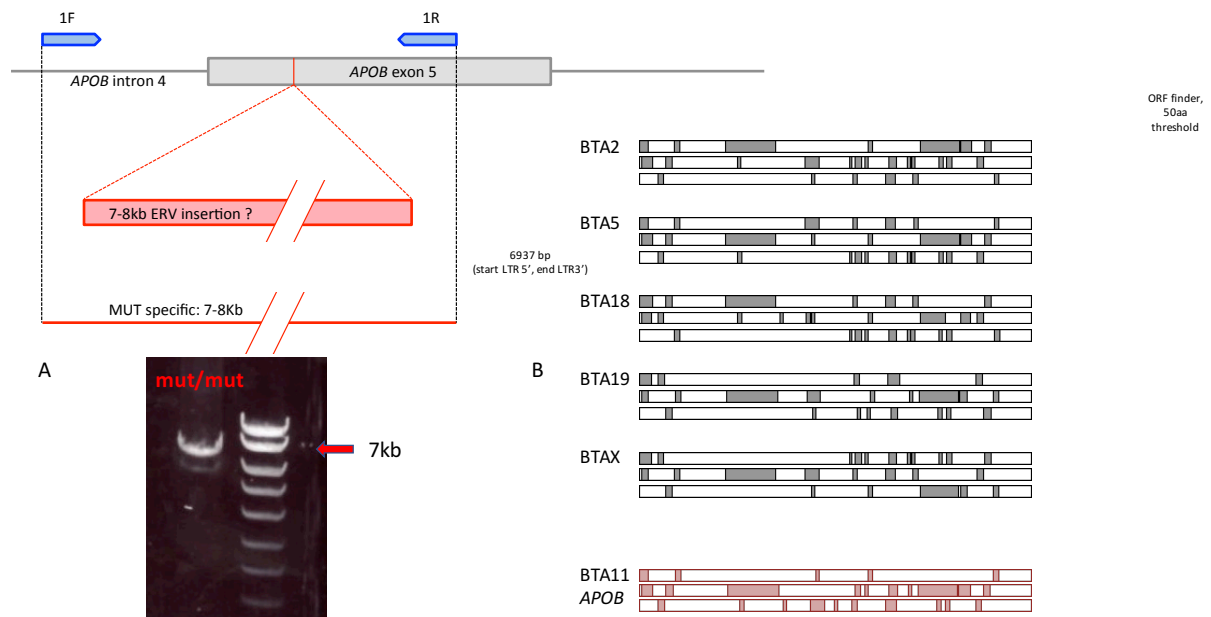 1F
1R
APOB intron 4
APOB exon 5
7-8kb ERV insertion ?
6937 bp
(start LTR 5’, end LTR3’)
MUT specific: 7-8Kb
A
mut/mut
7kb
B
ORF finder,
50aa
threshold
BTA2
BTA5
BTA18
BTA19
BTAX
BTA11
APOB